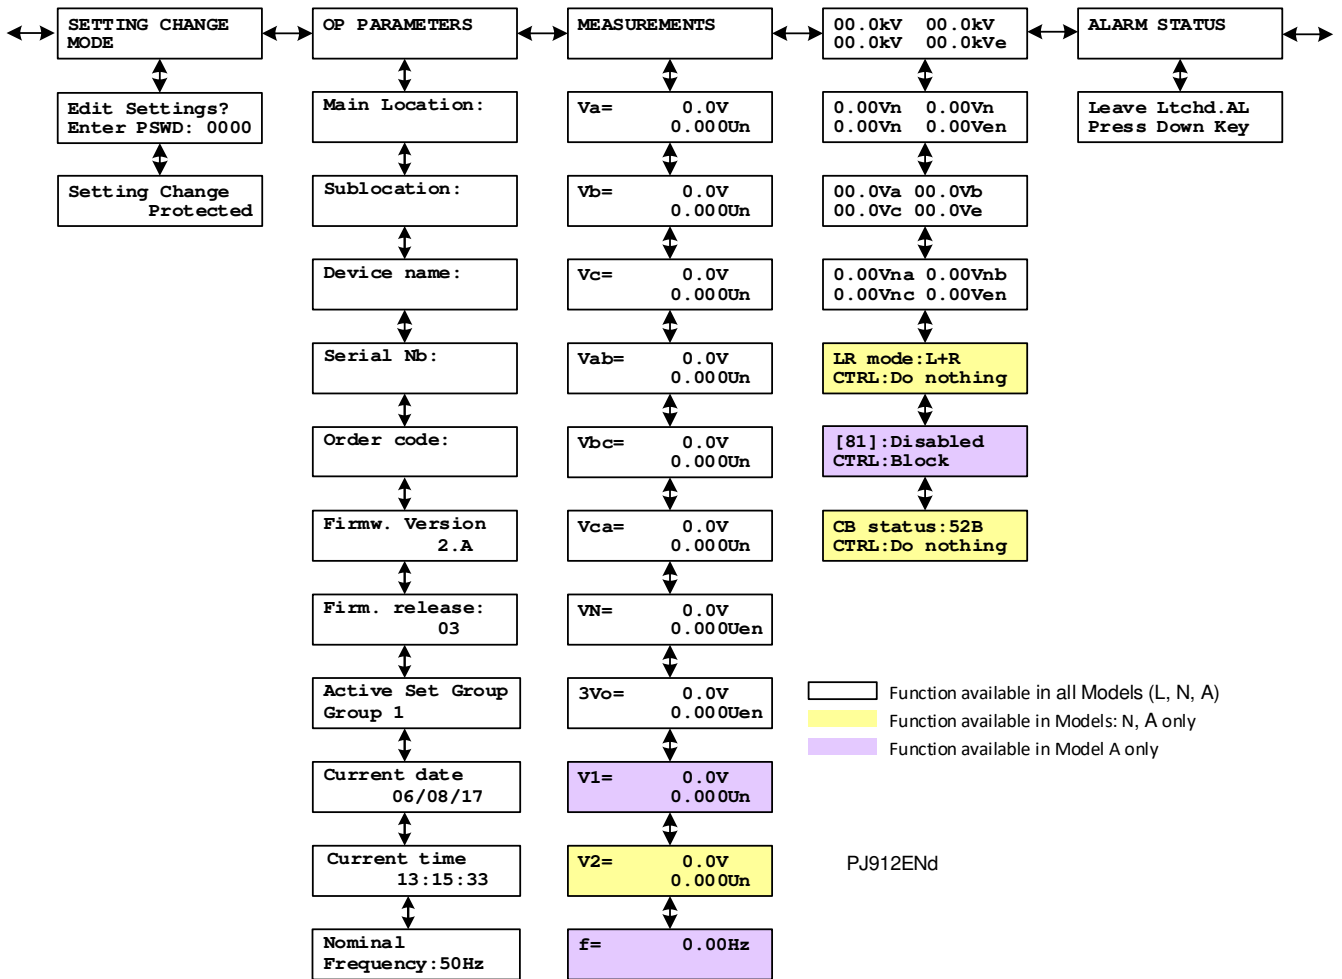 SETTING CHANGE
MODE
Edit Settings?
Enter PSWD: 0000
Setting Change
Protected
OP PARAMETERS
Main Location:
Sublocation:
Device name:
Serial Nb:
Order code:
Firmw. Version
2.A
Firm. release:
03
Active Set Group
Group 1
Current date
06/08/17
Current time
13:15:33
Nominal
Frequency:50Hz
MEASUREMENTS
Va= 0.0V
0.000Un
Vb= 0.0V
0.000Un
Vc= 0.0V
0.000Un
Vab= 0.0V
0.000Un
Vbc= 0.0V
0.000Un
Vca= 0.0V
0.000Un
VN= 0.0V
0.000Uen
3Vo= 0.0V
0.000Uen
V1= 0.0V
0.000Un
V2= 0.0V
0.000Un
f= 0.00Hz
00.0kV 00.0kV
00.0kV 00.0kVe
0.00Vn 0.00Vn
0.00Vn 0.00Ven
00.0Va 00.0Vb
00.0Vc 00.0Ve
0.00Vna 0.00Vnb
0.00Vnc 0.00Ven
LR mode:L+R
CTRL:Do nothing
[81]:Disabled
CTRL:Block
CB status:52B
CTRL:Do nothing
ALARM STATUS
Leave Ltchd.AL
Press Down Key
Function available in all Models (L, N, A)
Function available in Models: N, A only
Function available in Model A only
PJ912ENd